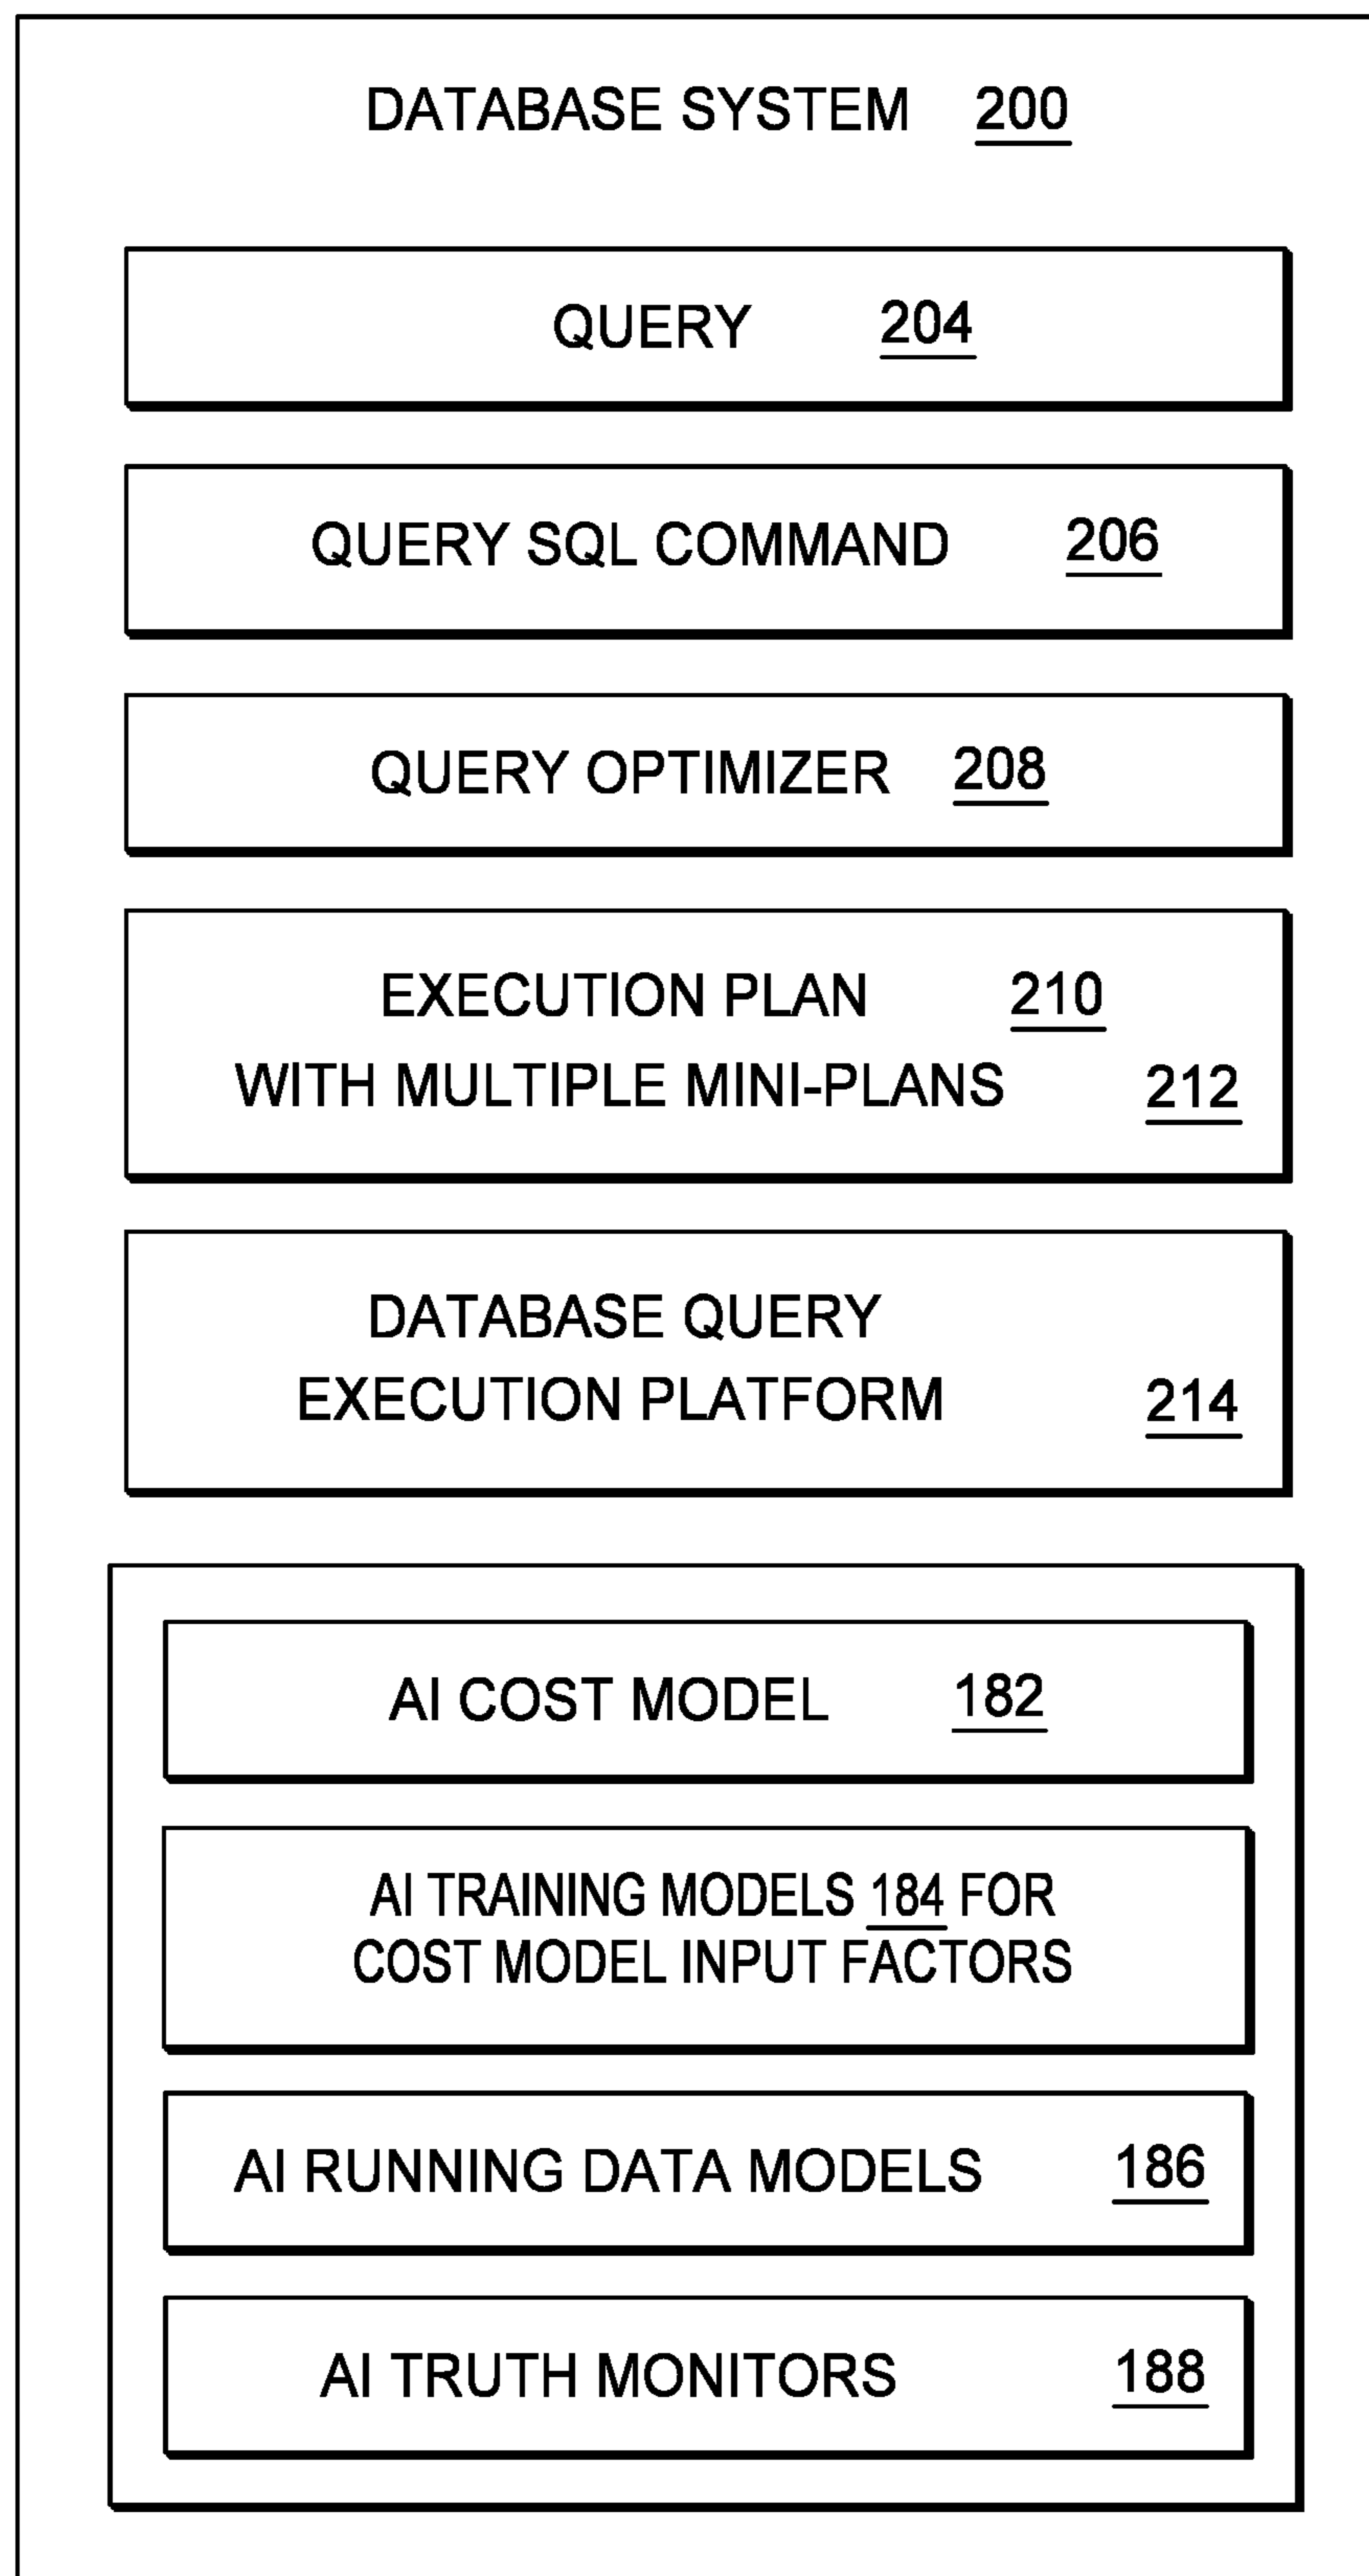 DATABASE SYSTEM 200
QUERY 204
QUERY SQL COMMAND 206
QUERY OPTIMIZER 208
EXECUTION PLAN 210
WITH MULTIPLE MINI-PLANS 212
DATABASE QUERY
EXECUTION PLATFORM 214
AI COST MODEL 182
AI TRAINING MODELS 184 FOR
COST MODEL INPUT FACTORS
AI RUNNING DATA MODELS 186
AI TRUTH MONITORS 188